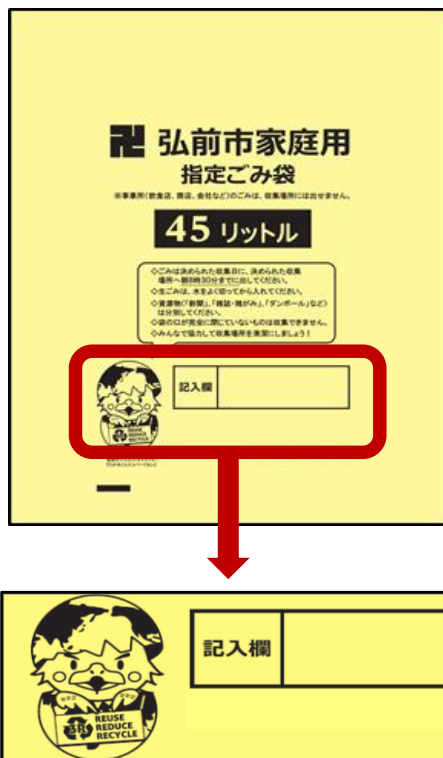 卍 弘前市家庭用
指定ごみ袋
※事業所(飲食店、商店、会社など)のごみは、収集場所には出せません。
45 リットル
◇ごみは決められた収集日に、決められた収集
場所へ朝8時30分までに出してください。
◇生ごみは、水をよく切ってから入れてください。
◇資源物(「新聞」、「雑誌・雑がみ」、「ダンボール」など)
は分別してください。
◇袋の口が完全に閉じていないものは収集できません。
◇みんなで協力して収集場所を清潔にしましょう!
記入欄
3R REUSE
REDUCE
RECYCLE
記入欄
3R REUSE
REDUCE
RECYCLE